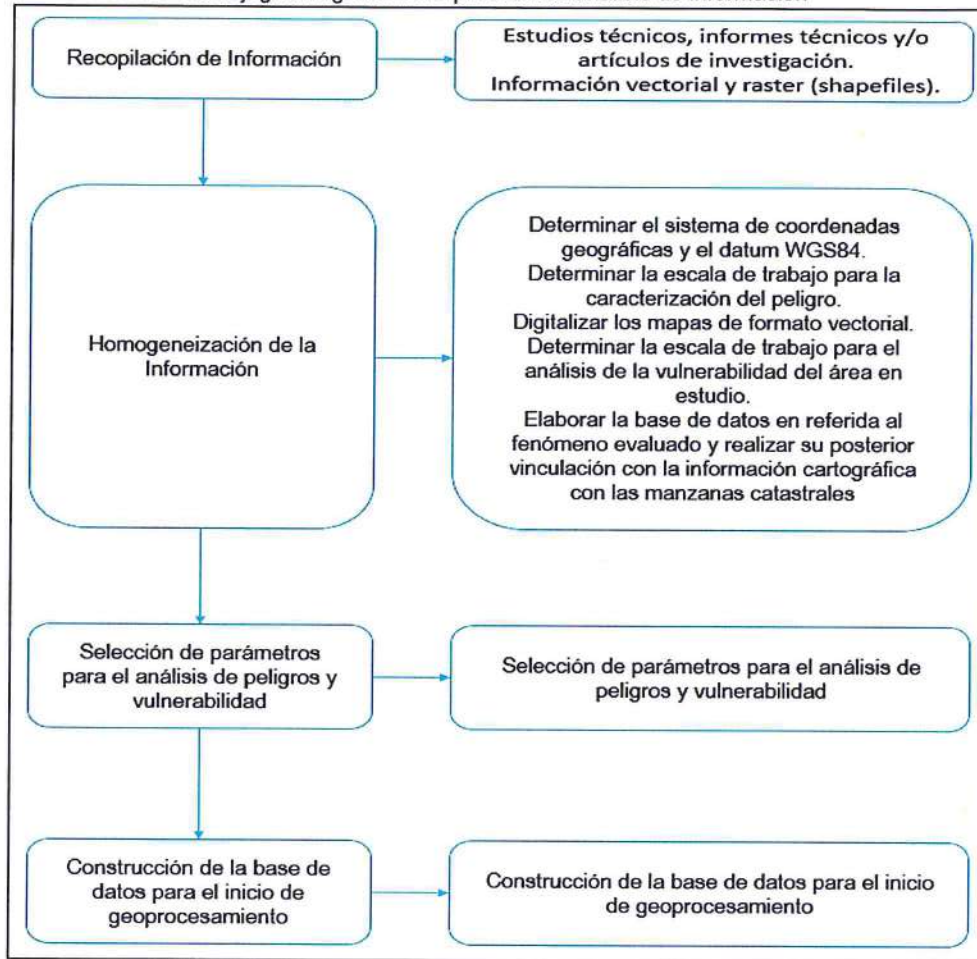 Recopilación de Información
Estudios técnicos, informes técnicos y/o
artículos de investigación.
Información vectorial y raster (shapefiles).
Homogeneización de la
Información
Determinar el sistema de coordenadas
geográficas y el datum WGS84.
Determinar la escala de trabajo para la
caracterización del peligro.
Digitalizar los mapas de formato vectorial.
Determinar la escala de trabajo para el
análisis de la vulnerabilidad del área en
estudio.
Elaborar la base de datos en referida al
fenómeno evaluado y realizar su posterior
vinculación con la información cartográfica
con las manzanas catastrales
Selección de parámetros
para el análisis de peligros y
vulnerabilidad
Selección de parámetros para el análisis de
peligros y vulnerabilidad
Construcción de la base de
datos para el inicio de
geoprocesamiento
Construcción de la base de datos para el inicio
de geoprocesamiento